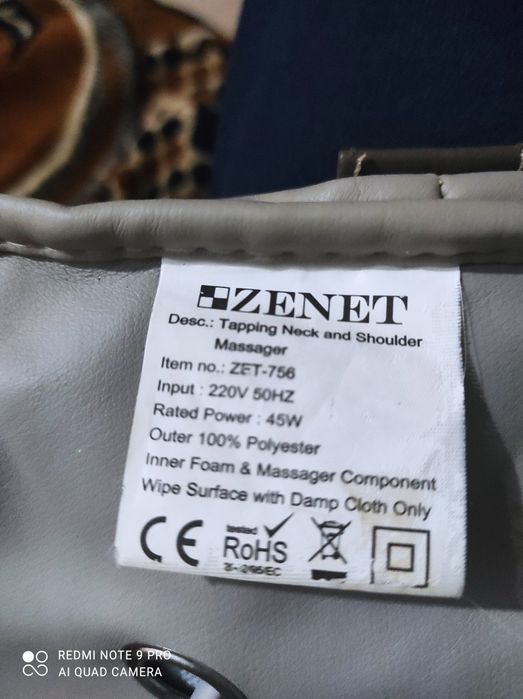 ZENET
Desc.: Tapping Neck and Shoulder
Massager
Item no.: ZET-756
Input : 220V 50HZ
Rated Power : 45W
Outer 100% Polyester
Inner Foam & Massager Component
Wipe Surface with Damp Cloth Only
CE
tested
RoHS
REDMI NOTE 9 PRO
AI QUAD CAMERA